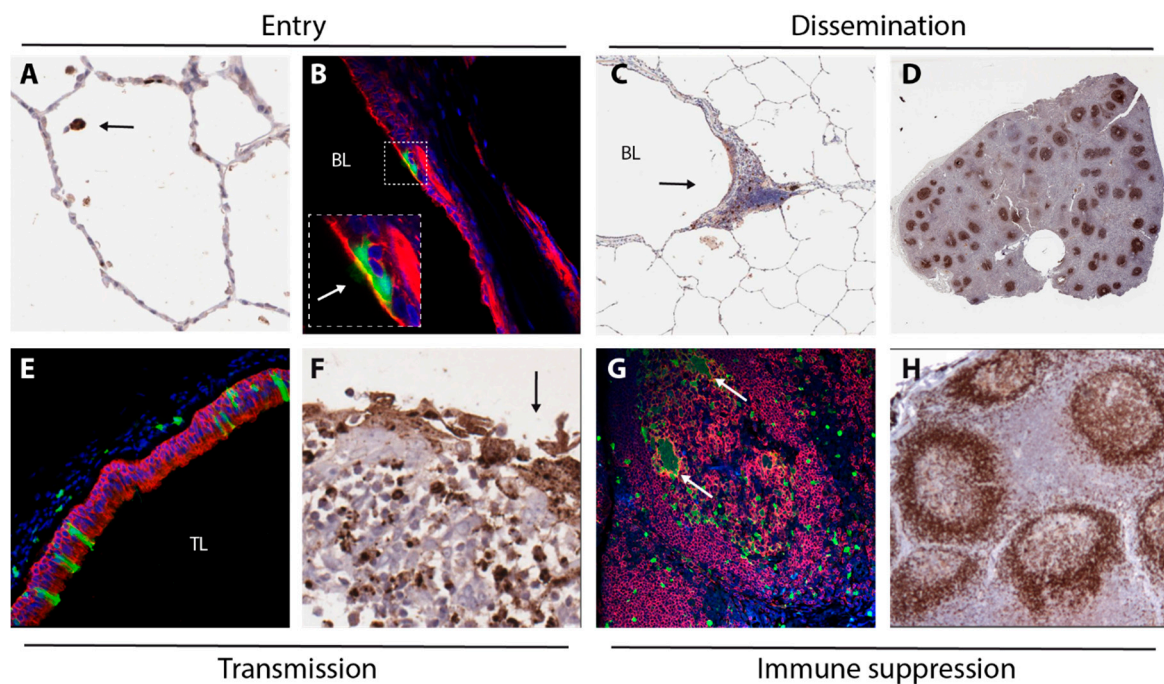 Entry
Dissemination
A
B
C
D
BL
BL
E
F
G
H
TL
Transmission
Immune suppression